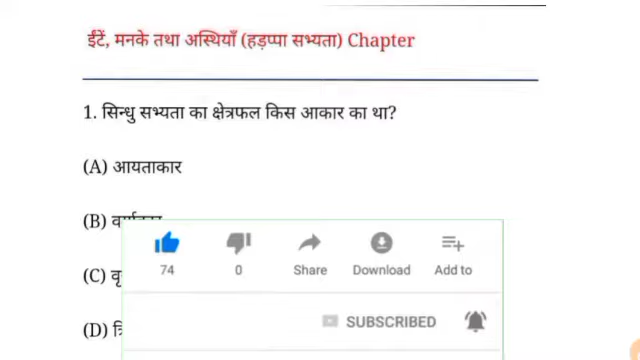 ईंटें, मनके तथा अस्थियाँ (हड़प्पा सभ्यता) Chapter
1. सिन्धु सभ्यता का क्षेत्रफल किस आकार का था?
(A) आयताकार
(B)
(C)
(D)
74
0
Share
Download
Add to
SUBSCRIBED